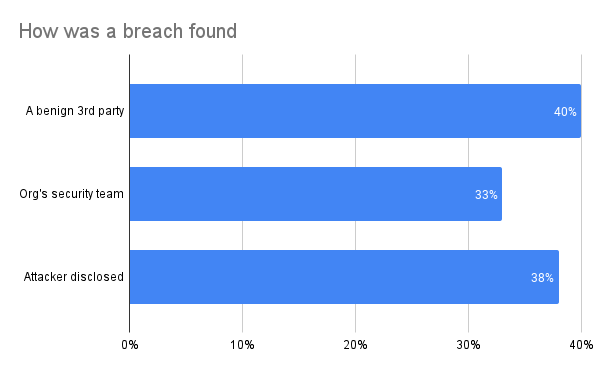 How was a breach found
A benign 3rd party
40%
Org's security team
33%
Attacker disclosed
38%
0%
10%
20%
30%
40%